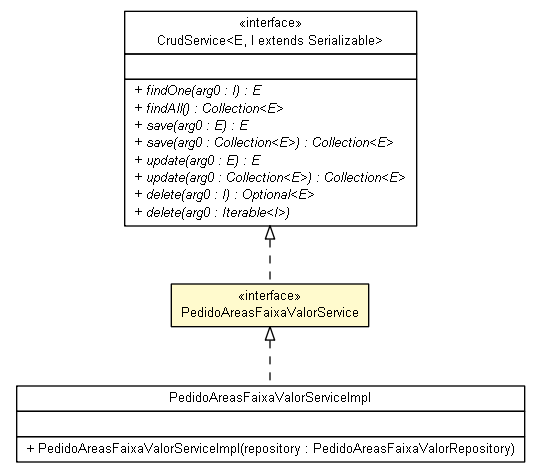 «interface»
CrudService<E, I extends Serializable>
+ findOne(arg0 : I) : E
+ findAll() : Collection<E>
+ save(arg0 : E) : E
+ save(arg0 : Collection<E>) : Collection<E>
+ update(arg0 : E) : E
+ update(arg0 : Collection<E>) : Collection<E>
+ delete(arg0 : I) : Optional<E>
+ delete(arg0 : Iterable<I>)
«interface»
PedidoAreasFaixaValorService
PedidoAreasFaixaValorServiceImpl
+ PedidoAreasFaixaValorServiceImpl(repository : PedidoAreasFaixaValorRepository)